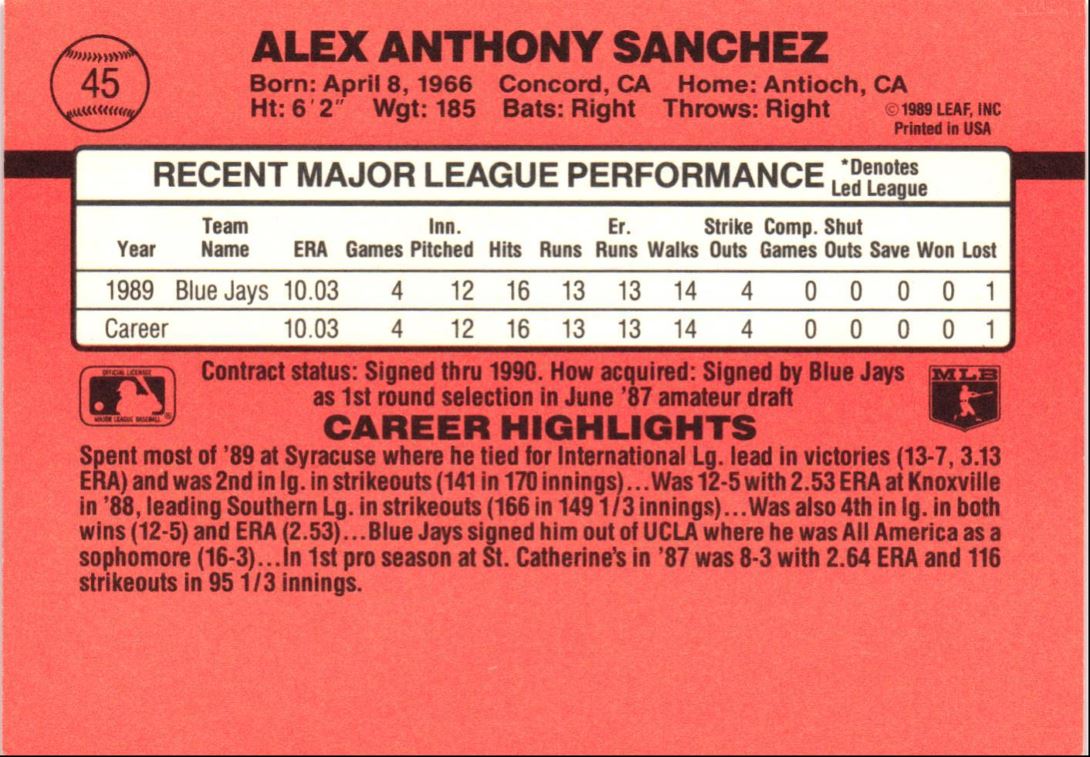 45
ALEX ANTHONY SANCHEZ
Born: April 8, 1966 Concord, CA Home: Antioch, CA
Ht: 6'2" Wgt: 185 Bats: Right Throws: Right
©1989 LEAF, INC
Printed in USA
RECENT MAJOR LEAGUE PERFORMANCE *Denotes
Led League
Team Inn. Er. Strike Comp. Shut
Year Name ERA Games Pitched Hits Runs Runs Walks Outs Games Outs Save Won Lost
1989 Blue Jays 10.03 4 12 16 13 13 14 4 0 0 0 0 1
Career 10.03 4 12 16 13 13 14 4 0 0 0 0 1
OFFICIAL LICENSEE
MAJOR LEAGUE BASEBALL
Contract status: Signed thru 1990. How acquired: Signed by Blue Jays
as 1st round selection in June '87 amateur draft
MLB
CAREER HIGHLIGHTS
Spent most of '89 at Syracuse where he tied for International Lg. lead in victories (13-7, 3.13
ERA) and was 2nd in lg. in strikeouts (141 in 170 innings)...Was 12-5 with 2.53 ERA at Knoxville
in '88, leading Southern Lg. in strikeouts (166 in 149 1/3 innings)...Was also 4th in lg. in both
wins (12-5) and ERA (2.53)...Blue Jays signed him out of UCLA where he was All America as a
sophomore (16-3)...In 1st pro season at St. Catherine's in '87 was 8-3 with 2.64 ERA and 116
strikeouts in 95 1/3 innings.